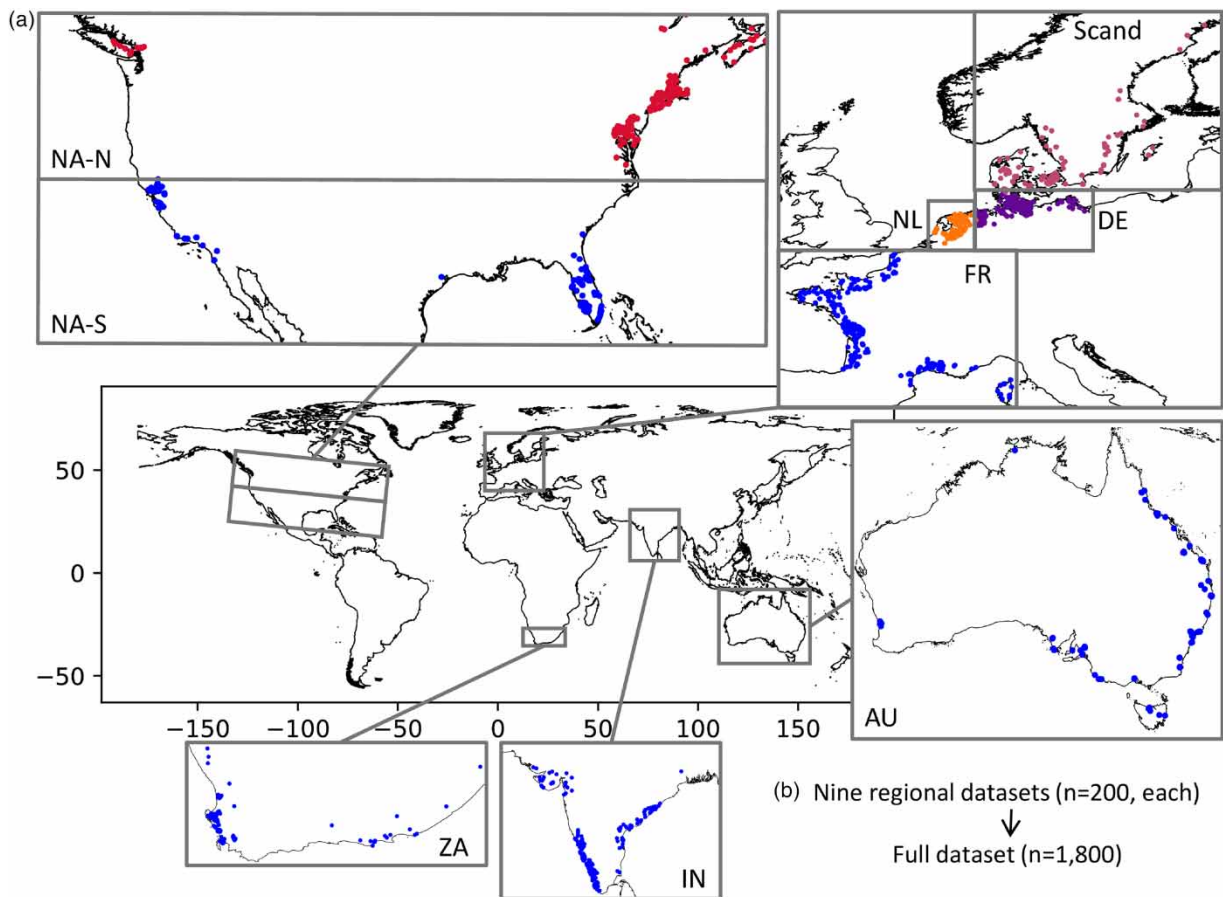 (a)
Scand
NA-N
NL
DE
FR
NA-S
50
0
−50
−150
−100
−50
0
50
100
150
AU
ZA
IN
(b) Nine regional datasets (n=200, each)
Full dataset (n=1,800)